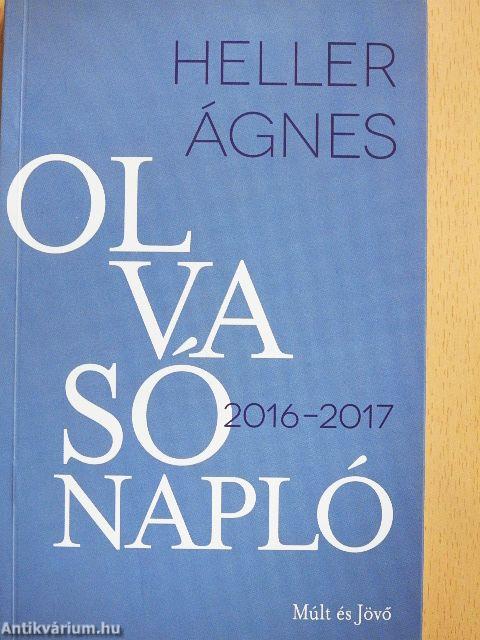 HELLER
ÁGNES
OL
VA
SÓ
2016-2017
NAPLÓ
Múlt és Jövő
Antikvárium.hu